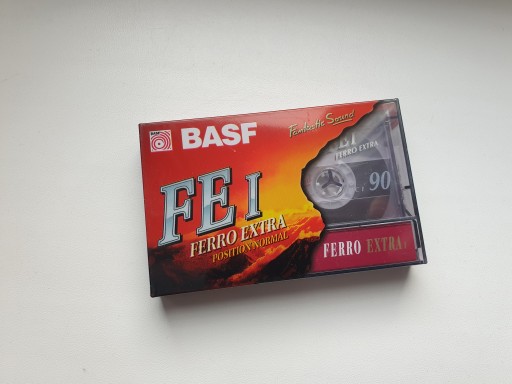 BASF
Fantastic Sound
FE I
FERRO EXTRA
POSITION NORMAL
E I
FERRO EXTRA
90
FERRO EXTRA I